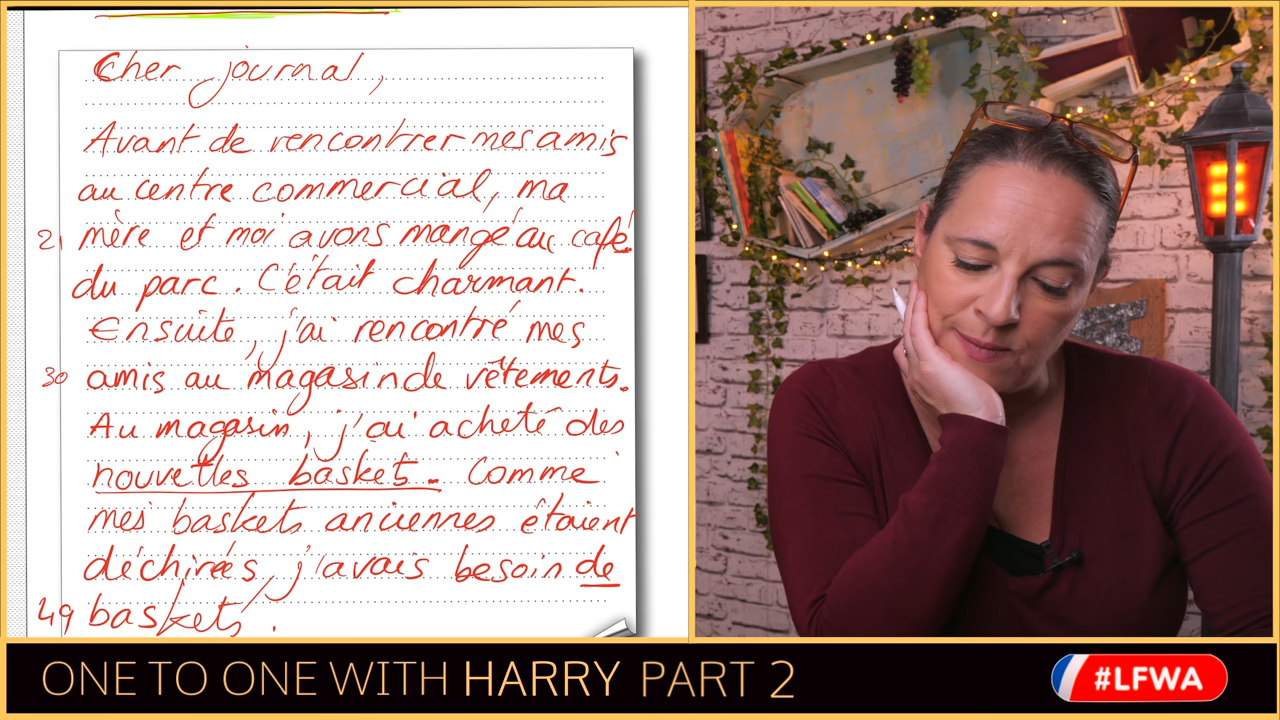 Cher journal,
Avant de rencontrer mes amis
au centre commercial, ma
21 mère et moi avons mangé au café
du parc. C'était charmant.
Ensuite, j'ai rencontré mes
30 amis au magasin de vêtements.
Au magasin, j'ai acheté des
nouvelles basket. Comme
mes baskets anciennes étaient
déchirées, j'avais besoin de
49 baskets.
ONE TO ONE WITH HARRY PART 2
#LFWA